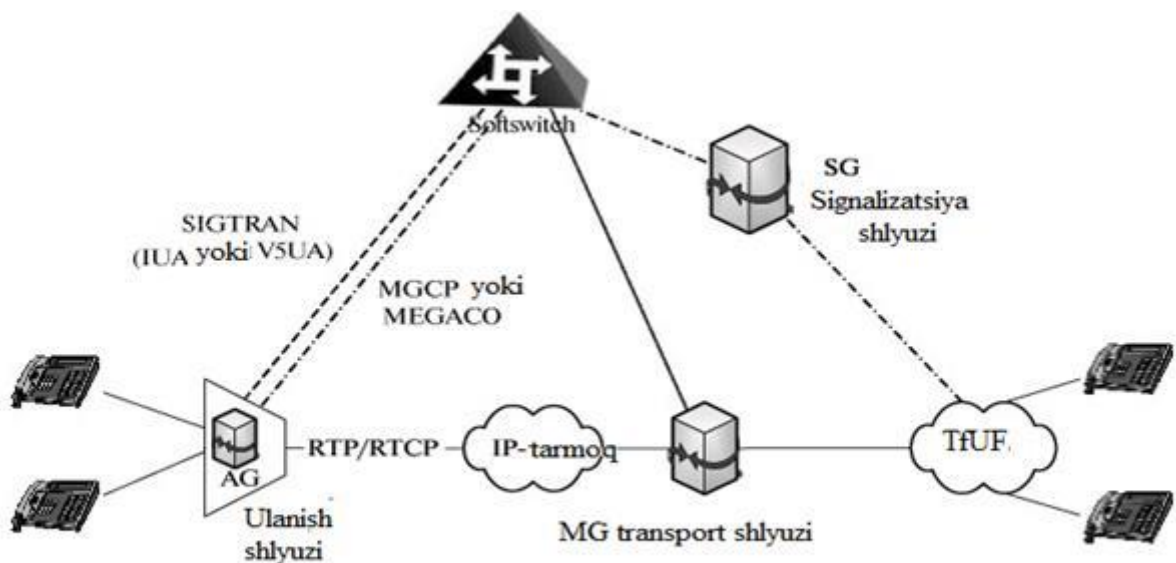 Softswitch
SG
Signalizatsiya
shlyuzi
SIGTRAN
(IUA yoki V5UA)
MGCP yoki
MEGACO
AG
RTP/RTCP
IP-tarmoq
TfUF.
Ulanish
shlyuzi
MG transport shlyuzi